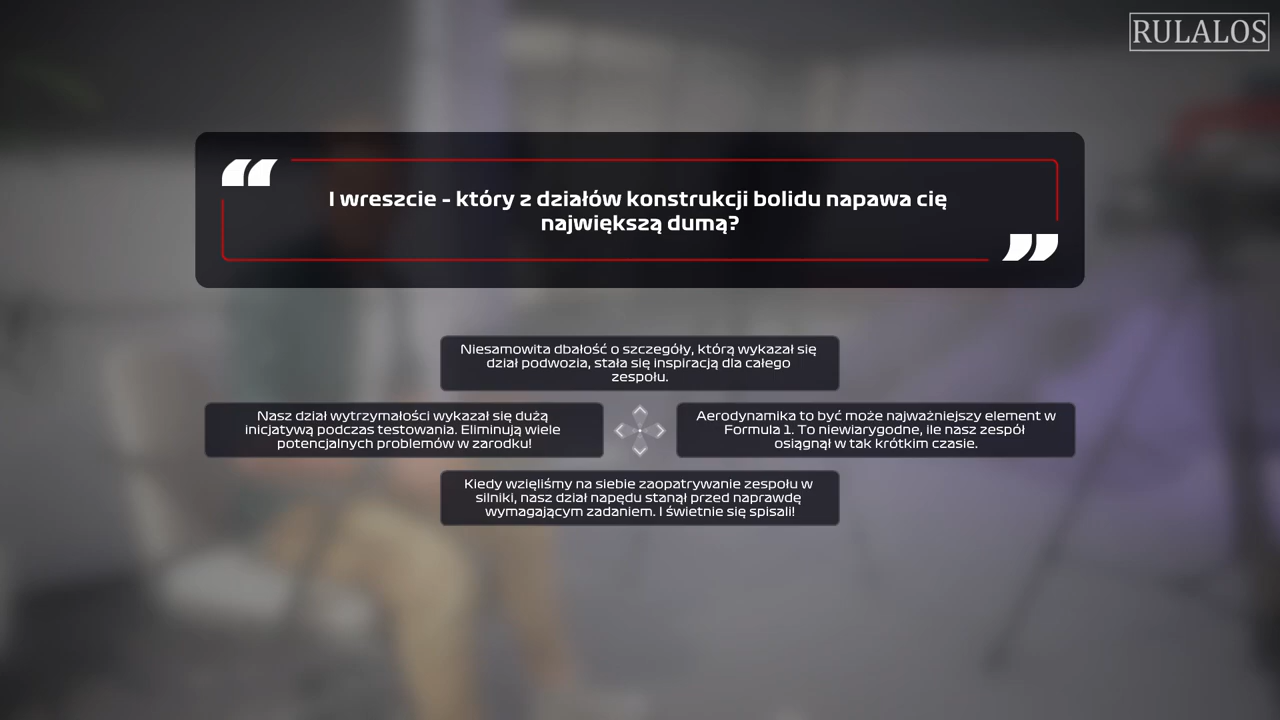 RULALOS
I wreszcie - który z działów konstrukcji bolidu napawa cię
największą dumą?
Niesamowita dbałość o szczegóły, którą wykazał się
dział podwozia, stała się inspiracją dla całego
zespołu.
Nasz dział wytrzymałości wykazał się dużą
inicjatywą podczas testowania. Eliminują wiele
potencjalnych problemów w zarodku!
Aerodynamika to być może najważniejszy element w
Formula 1. To niewiarygodne, ile nasz zespół
osiągnął w tak krótkim czasie.
Kiedy wzięliśmy na siebie zaopatrywanie zespołu w
silniki, nasz dział napędu stanął przed naprawdę
wymagającym zadaniem. I świetnie się spisali!